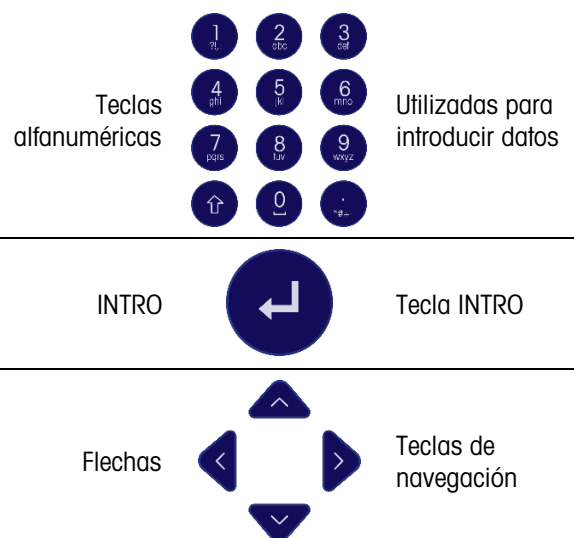 1 2 3
?!,. abc def
4 5 6
ghi jkl mno
7 8 9
pqrs tuv wxyz
0 .
*#+
Teclas
alfanuméricas
Utilizadas para
introducir datos
INTRO
Tecla INTRO
Flechas
Teclas de
navegación